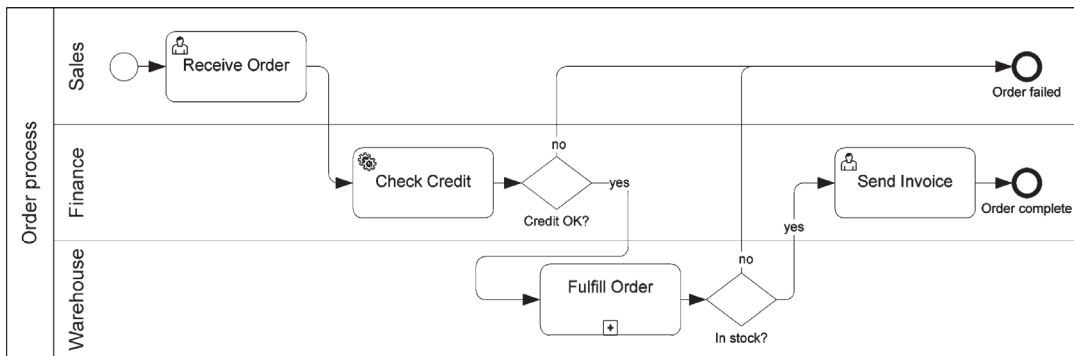 Order process
Sales
Receive Order
Order failed
Finance
Check Credit
no
yes
Credit OK?
Send Invoice
Order complete
yes
Warehouse
Fulfill Order
no
In stock?